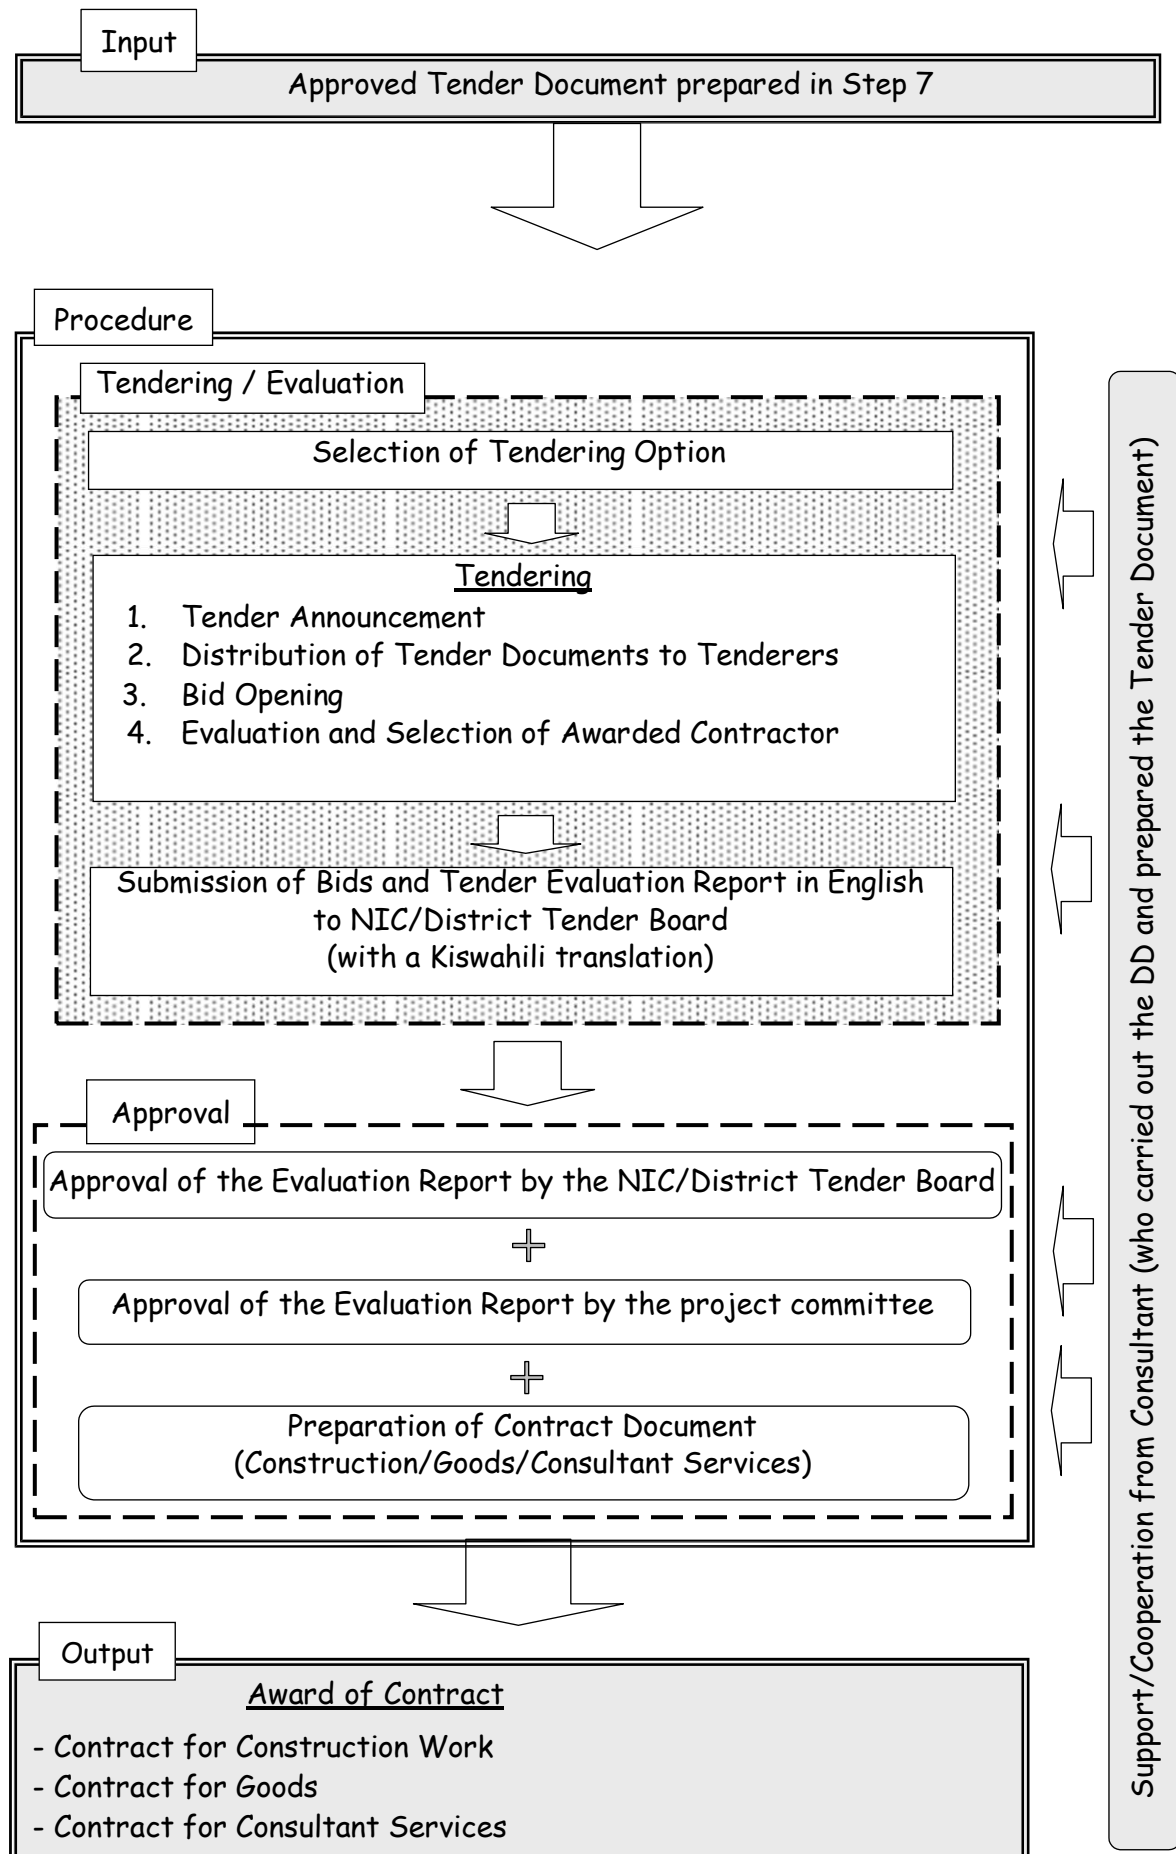 Input
Approved Tender Document prepared in Step 7
Procedure
Tendering / Evaluation
Selection of Tendering Option
Tendering
1. Tender Announcement
2. Distribution of Tender Documents to Tenderers
3. Bid Opening
4. Evaluation and Selection of Awarded Contractor
Submission of Bids and Tender Evaluation Report in English
to NIC/District Tender Board
(with a Kiswahili translation)
Approval
Approval of the Evaluation Report by the NIC/District Tender Board
Approval of the Evaluation Report by the project committee
Preparation of Contract Document
(Construction/Goods/Consultant Services)
Output
Award of Contract
- Contract for Construction Work
- Contract for Goods
- Contract for Consultant Services
Support/Cooperation from Consultant (who carried out the DD and prepared the Tender Document)